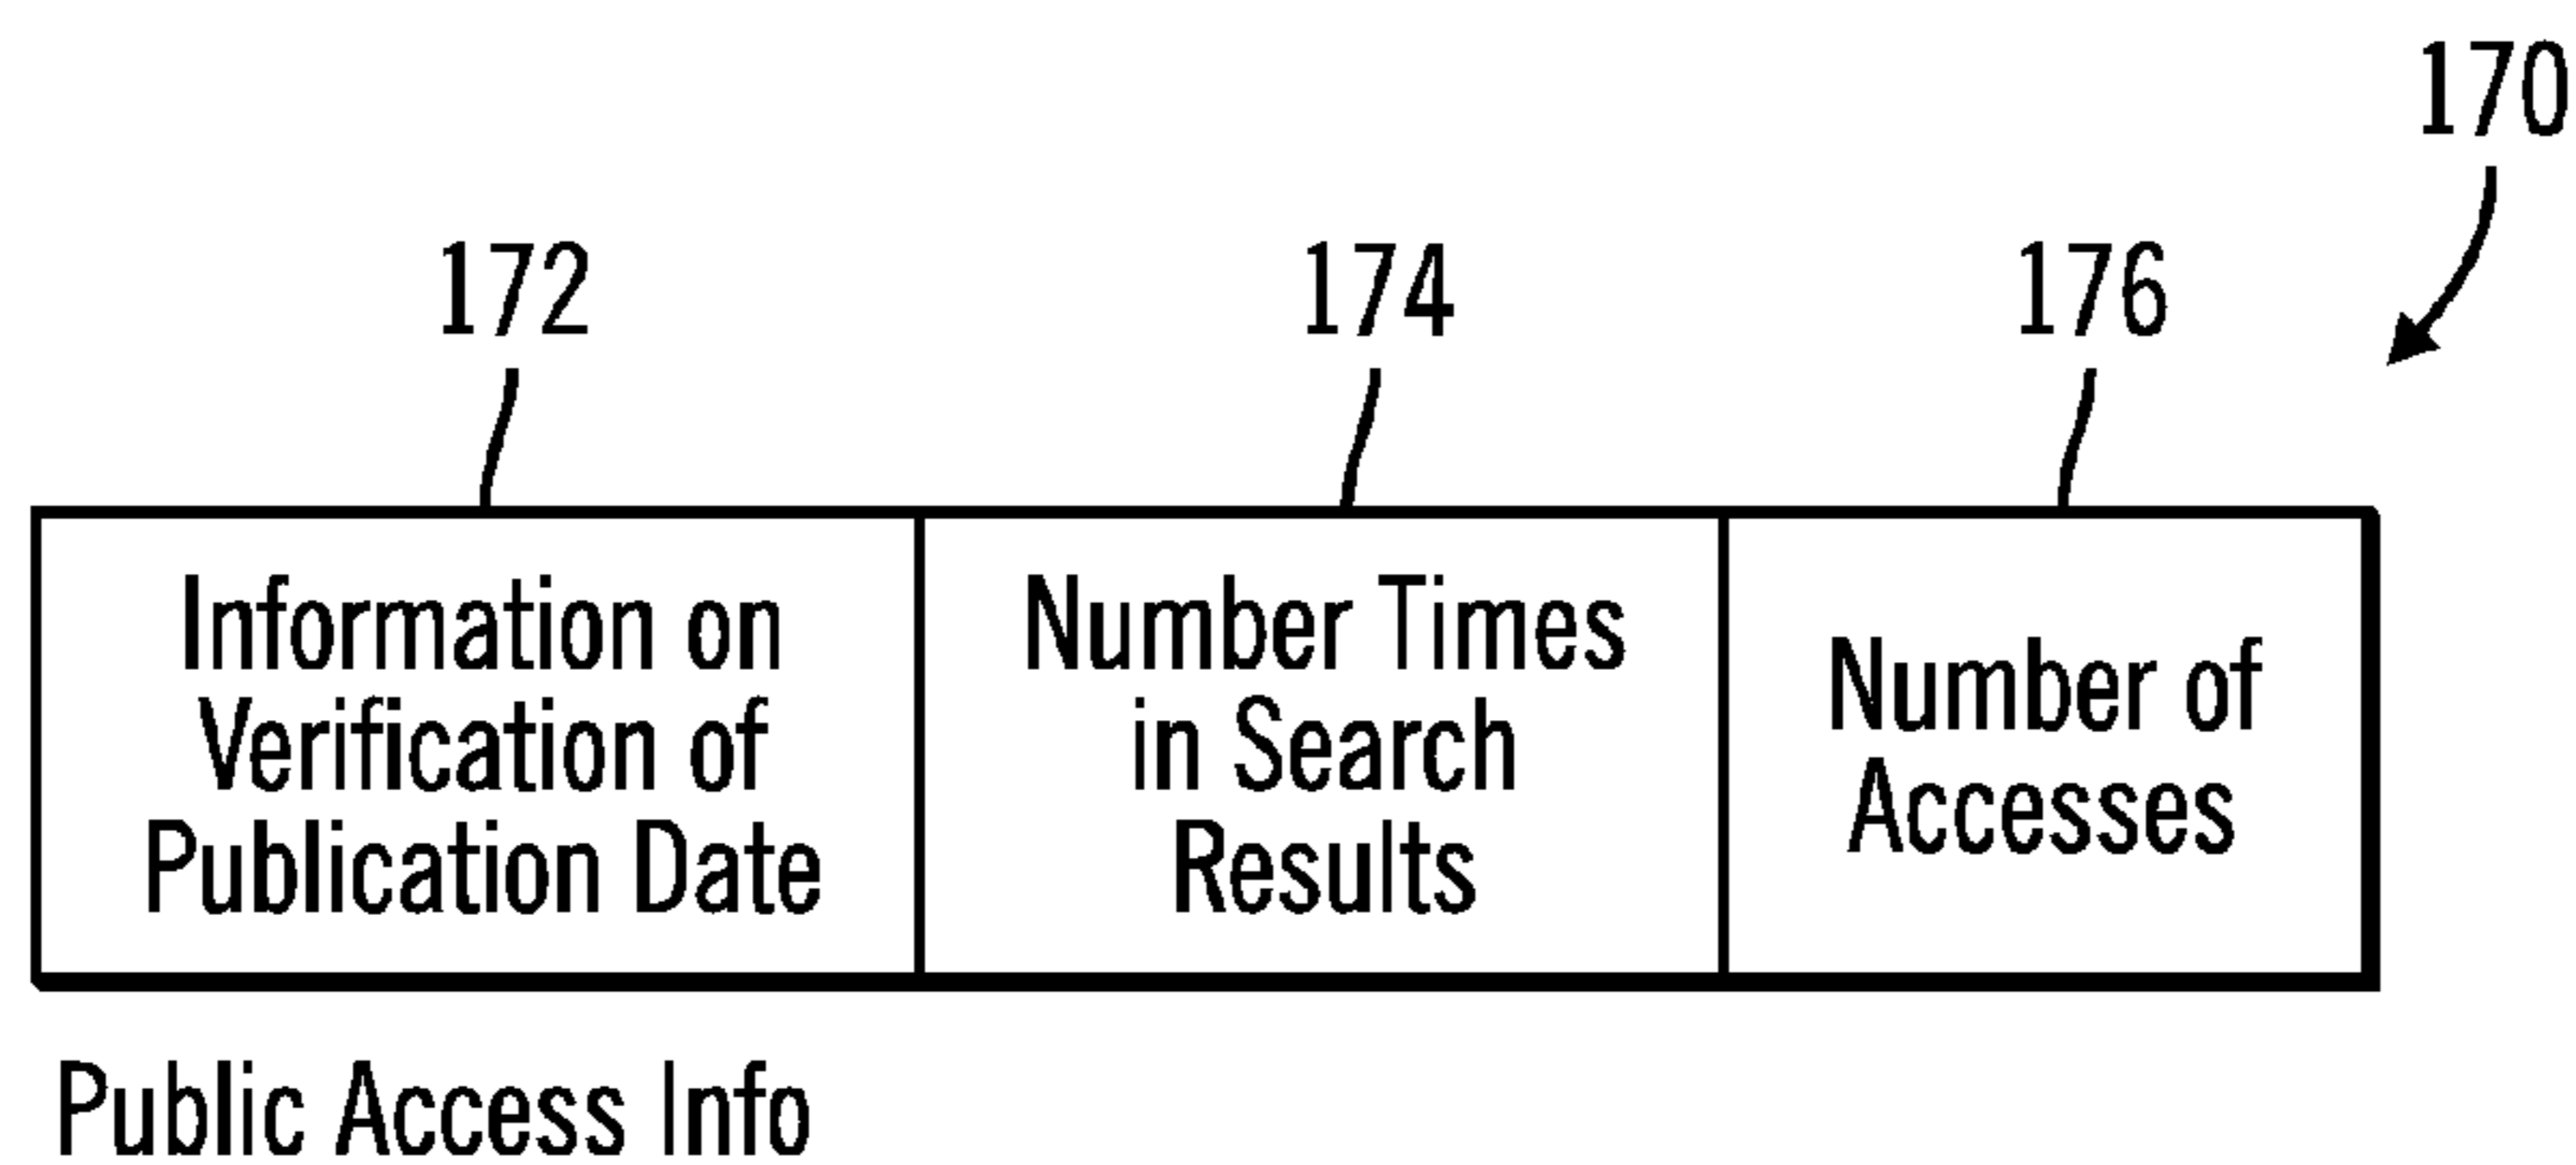 170
172
174
176
Information on
Verification of
Publication Date
Number Times
in Search
Results
Number of
Accesses
Public Access Info